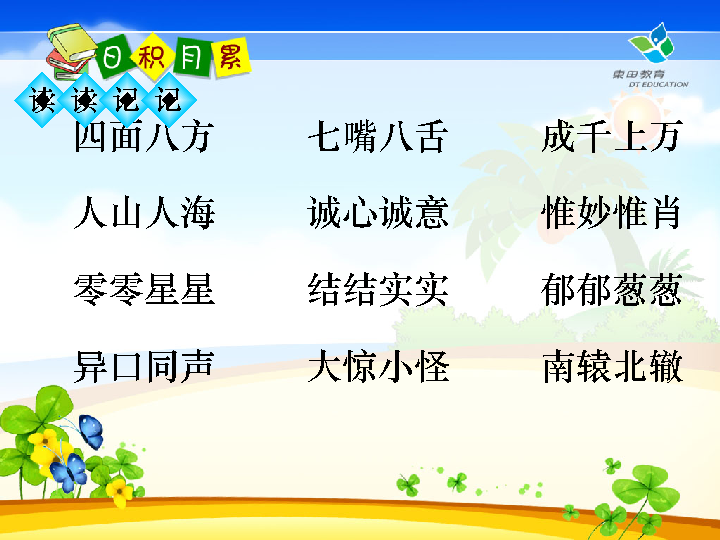 日积月累
東田教育
DT EDUCATION
读读记记
四面八方 七嘴八舌 成千上万
人山人海 诚心诚意 惟妙惟肖
零零星星 结结实实 郁郁葱葱
异口同声 大惊小怪 南辕北辙